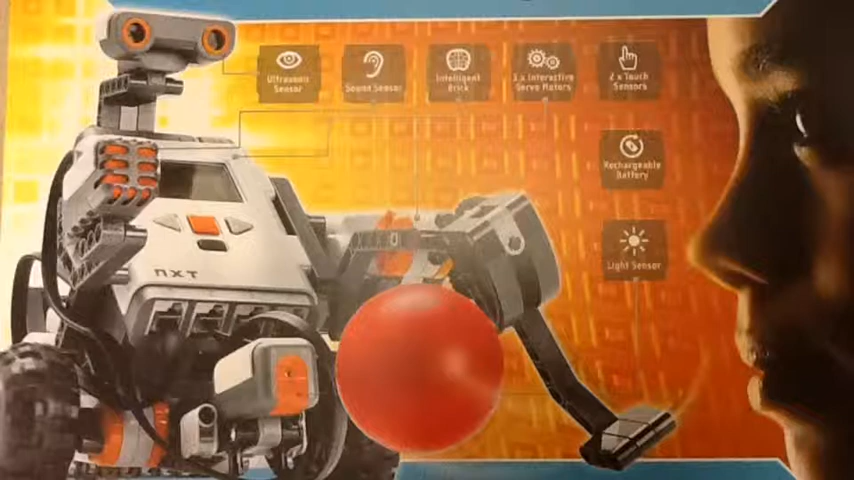 Ultrasonic
Sensor
Sound Sensor
Intelligent
Brick
3 x Interactive
Servo Motors
2 x Touch
Sensors
Rechargeable
Battery
Light Sensor
NXT